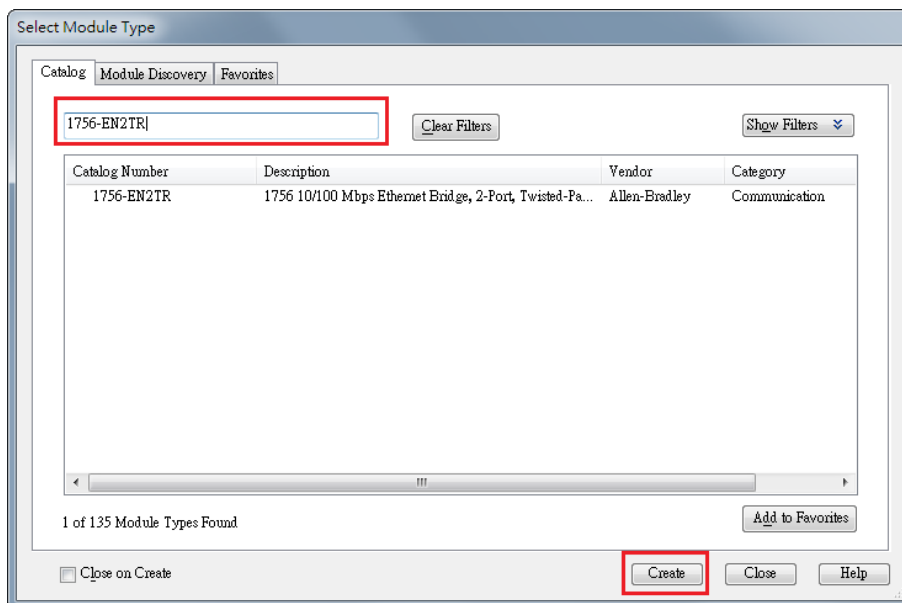 Select Module Type
Catalog Module Discovery Favorites
1756-EN2TR
Clear Filters
Show Filters
Catalog Number Description Vendor Category
1756-EN2TR 1756 10/100 Mbps Ethernet Bridge, 2-Port, Twisted-Pa... Allen-Bradley Communication
1 of 135 Module Types Found
Add to Favorites
Close on Create
Create Close Help